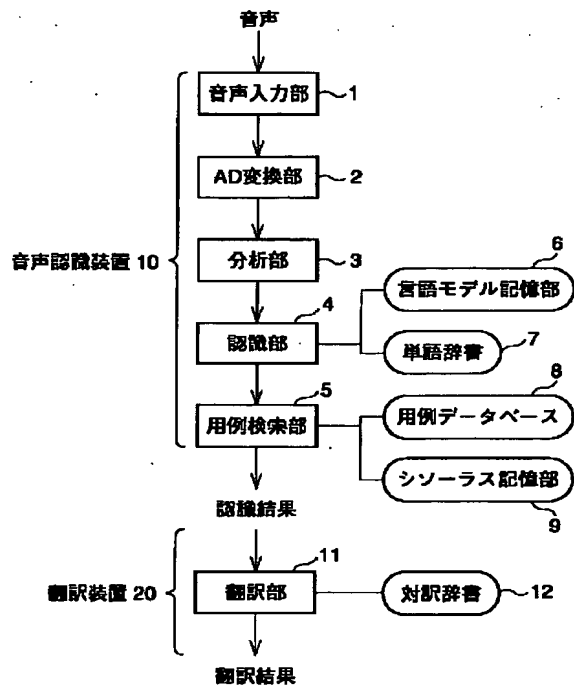 音声
音声入力部 1
AD変換部 2
音声認識装置 10
分析部 3
6
言語モデル記憶部
4
認識部
7
単語辞書
8
5
用例検索部
用例データベース
シソーラス記憶部
9
認識結果
11
翻訳装置 20
翻訳部
対訳辞書 12
翻訳結果